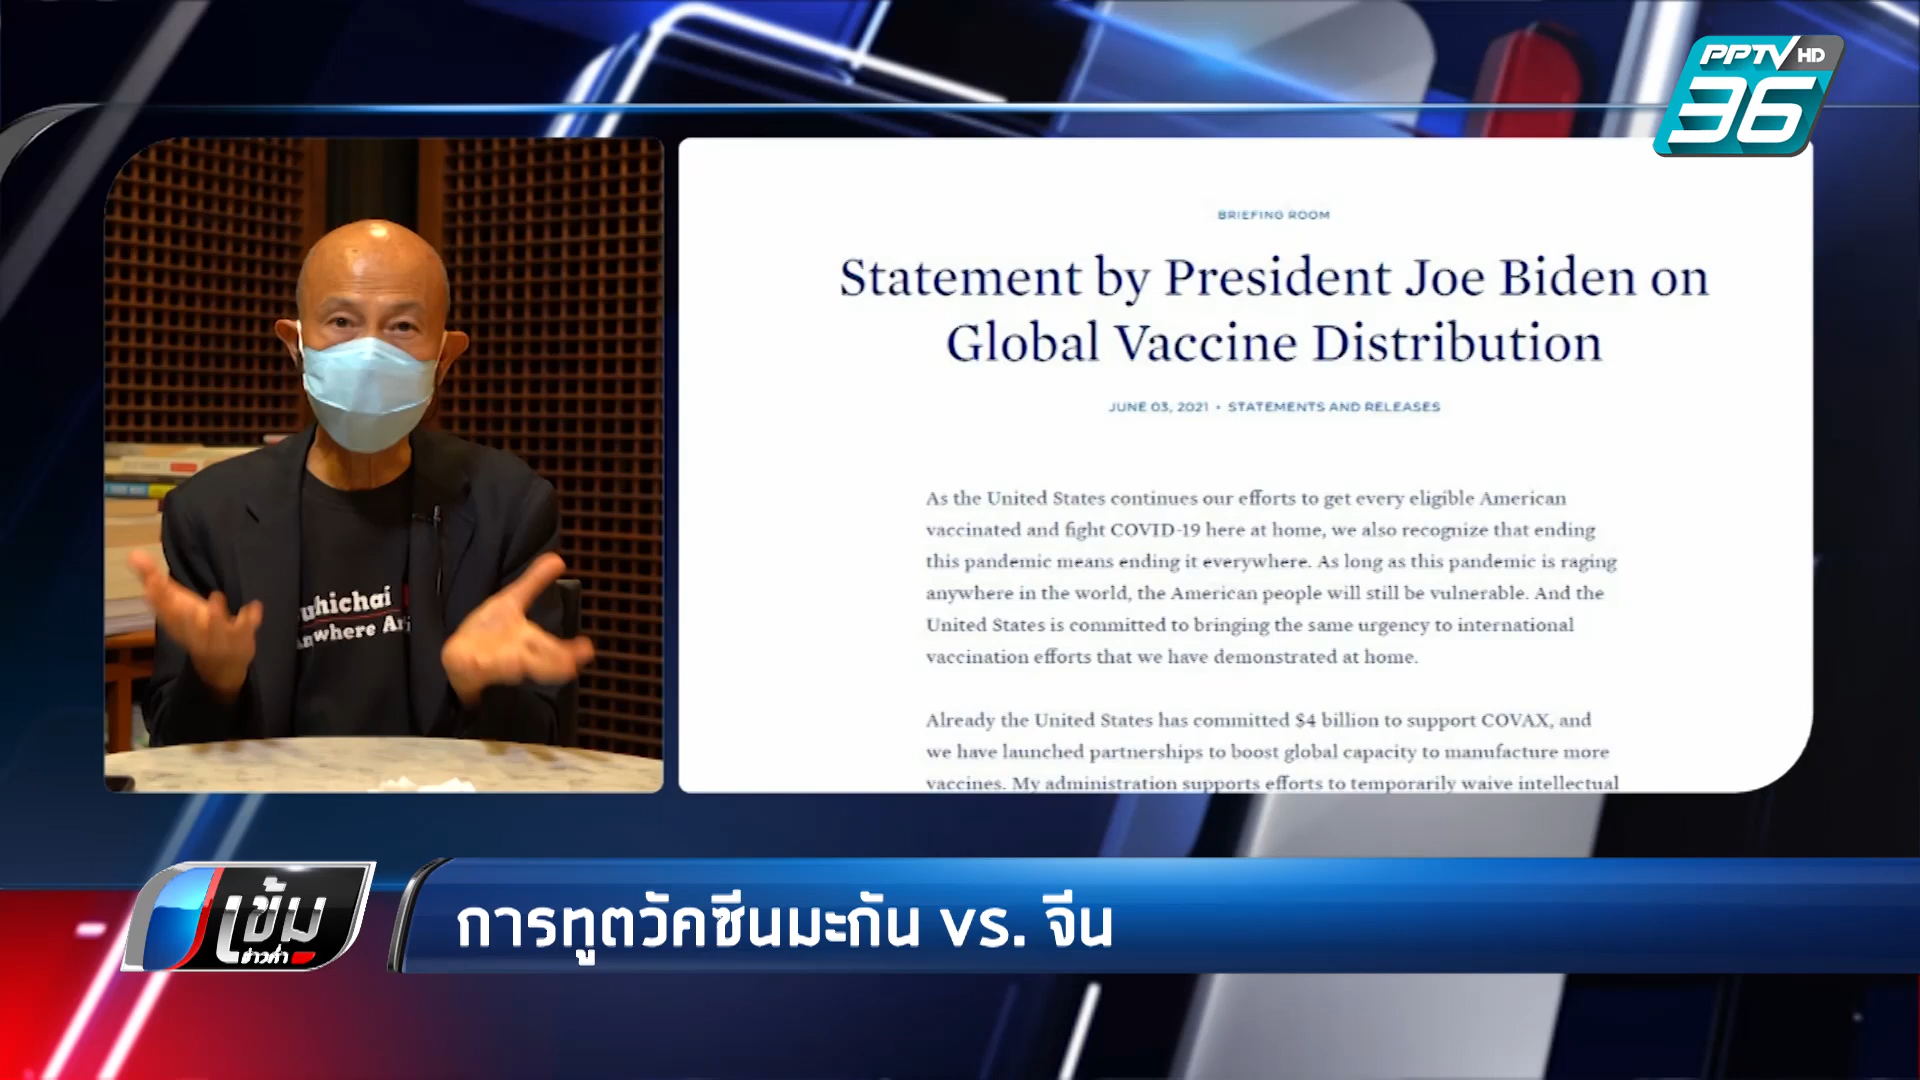 PPTV HD
36
BRIEFING ROOM
Statement by President Joe Biden on
Global Vaccine Distribution
JUNE 03, 2021 • STATEMENTS AND RELEASES
As the United States continues our efforts to get every eligible American
vaccinated and fight COVID-19 here at home, we also recognize that ending
this pandemic means ending it everywhere. As long as this pandemic is raging
anywhere in the world, the American people will still be vulnerable. And the
United States is committed to bringing the same urgency to international
vaccination efforts that we have demonstrated at home.
Already the United States has committed $4 billion to support COVAX, and
we have launched partnerships to boost global capacity to manufacture more
vaccines. My administration supports efforts to temporarily waive intellectual
uthichai
nywhere
เข้ม
ข่าวค่ำ
การทูตวัคซีนมะกัน vs. จีน